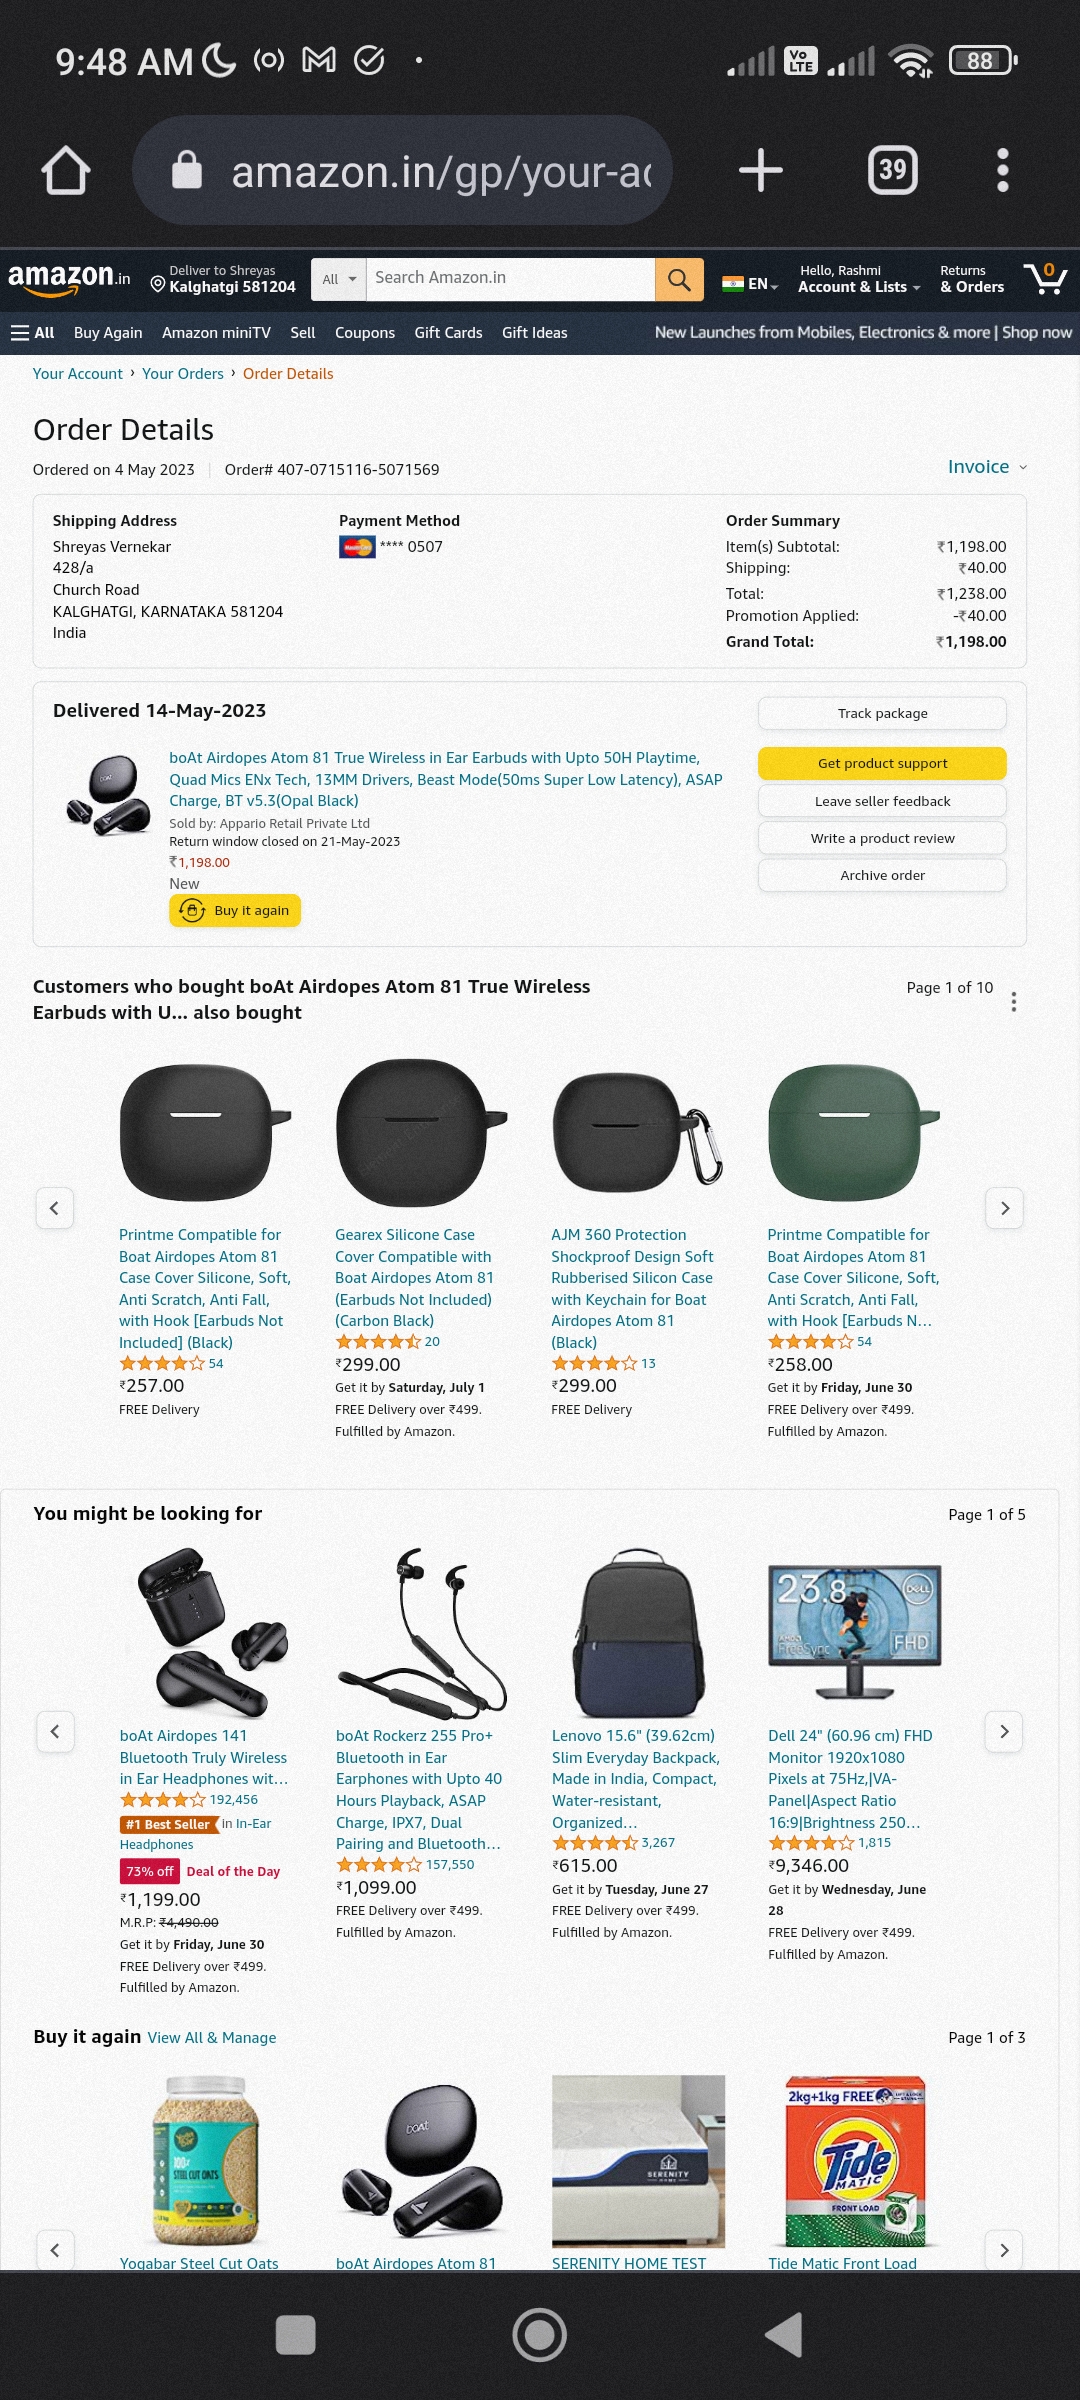 9:48 AM
Vo LTE
88
amazon.in/gp/your-ac
39
amazon.in
Deliver to Shreyas
Kalghatgi 581204
All
Search Amazon.in
EN
Hello, Rashmi
Account & Lists
Returns
& Orders
0
All Buy Again Amazon miniTV Sell Coupons Gift Cards Gift Ideas
New Launches from Mobiles, Electronics & more | Shop now
Your Account › Your Orders › Order Details
Order Details
Ordered on 4 May 2023 | Order# 407-0715116-5071569
Invoice
Shipping Address
Shreyas Vernekar
428/a
Church Road
KALGHATGI, KARNATAKA 581204
India
Payment Method
**** 0507
Order Summary
Item(s) Subtotal: ₹1,198.00
Shipping: ₹40.00
Total: ₹1,238.00
Promotion Applied: -₹40.00
Grand Total: ₹1,198.00
Delivered 14-May-2023
boAt Airdopes Atom 81 True Wireless in Ear Earbuds with Upto 50H Playtime,
Quad Mics ENx Tech, 13MM Drivers, Beast Mode(50ms Super Low Latency), ASAP
Charge, BT v5.3(Opal Black)
Sold by: Appario Retail Private Ltd
Return window closed on 21-May-2023
₹1,198.00
New
Buy it again
Track package
Get product support
Leave seller feedback
Write a product review
Archive order
Customers who bought boAt Airdopes Atom 81 True Wireless
Earbuds with U... also bought
Page 1 of 10
Printme Compatible for
Boat Airdopes Atom 81
Case Cover Silicone, Soft,
Anti Scratch, Anti Fall,
with Hook [Earbuds Not
Included] (Black)
54
₹257.00
FREE Delivery
Gearex Silicone Case
Cover Compatible with
Boat Airdopes Atom 81
(Earbuds Not Included)
(Carbon Black)
20
₹299.00
Get it by Saturday, July 1
FREE Delivery over ₹499.
Fulfilled by Amazon.
AJM 360 Protection
Shockproof Design Soft
Rubberised Silicon Case
with Keychain for Boat
Airdopes Atom 81
(Black)
13
₹299.00
FREE Delivery
Printme Compatible for
Boat Airdopes Atom 81
Case Cover Silicone, Soft,
Anti Scratch, Anti Fall,
with Hook [Earbuds N...
54
₹258.00
Get it by Friday, June 30
FREE Delivery over ₹499.
Fulfilled by Amazon.
You might be looking for
Page 1 of 5
boAt Airdopes 141
Bluetooth Truly Wireless
in Ear Headphones wit...
192,456
#1 Best Seller in In-Ear
Headphones
73% off Deal of the Day
₹1,199.00
M.R.P: ₹4,490.00
Get it by Friday, June 30
FREE Delivery over ₹499.
Fulfilled by Amazon.
boAt Rockerz 255 Pro+
Bluetooth in Ear
Earphones with Upto 40
Hours Playback, ASAP
Charge, IPX7, Dual
Pairing and Bluetooth...
157,550
₹1,099.00
FREE Delivery over ₹499.
Fulfilled by Amazon.
Lenovo 15.6" (39.62cm)
Slim Everyday Backpack,
Made in India, Compact,
Water-resistant,
Organized...
3,267
₹615.00
Get it by Tuesday, June 27
FREE Delivery over ₹499.
Fulfilled by Amazon.
23.8
DELL
AMD
FreeSync
FHD
Dell 24" (60.96 cm) FHD
Monitor 1920x1080
Pixels at 75Hz,|VA-
Panel|Aspect Ratio
16:9|Brightness 250...
1,815
₹9,346.00
Get it by Wednesday, June
28
FREE Delivery over ₹499.
Fulfilled by Amazon.
Buy it again View All & Manage
Page 1 of 3
100%
STEEL CUT OATS
Yogabar Steel Cut Oats
boAt
boAt Airdopes Atom 81
SERENITY
SERENITY HOME TEST
2kg+1kg FREE
Tide
MATIC
FRONT LOAD
Tide Matic Front Load